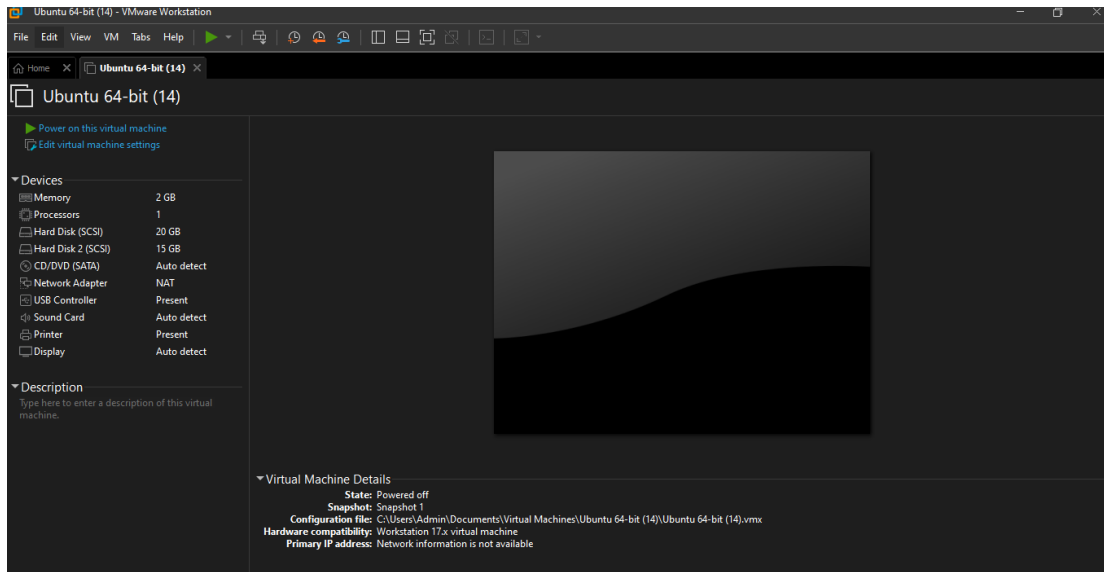 Ubuntu 64-bit (14) - VMware Workstation
File Edit View VM Tabs Help
Home Ubuntu 64-bit (14)
Ubuntu 64-bit (14)
Power on this virtual machine
Edit virtual machine settings
Devices
Memory 2 GB
Processors 1
Hard Disk (SCSI) 20 GB
Hard Disk 2 (SCSI) 15 GB
CD/DVD (SATA) Auto detect
Network Adapter NAT
USB Controller Present
Sound Card Auto detect
Printer Present
Display Auto detect
Description
Type here to enter a description of this virtual
machine.
Virtual Machine Details
State: Powered off
Snapshot: Snapshot 1
Configuration file: C:\Users\Admin\Documents\Virtual Machines\Ubuntu 64-bit (14)\Ubuntu 64-bit (14).vmx
Hardware compatibility: Workstation 17.x virtual machine
Primary IP address: Network information is not available